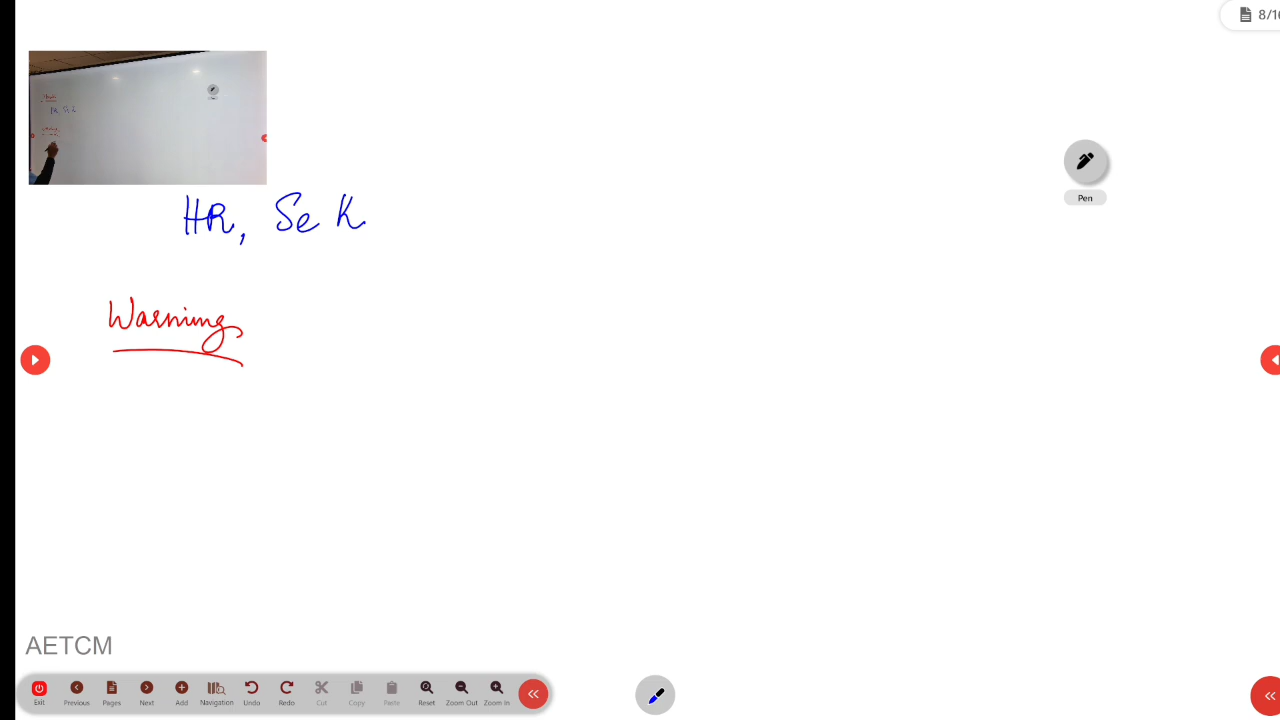 8/16
HR, Se K
Warning
Pen
AETCM
Exit Previous Pages Next Add Navigation Undo Redo Cut Copy Paste Reset Zoom Out Zoom In